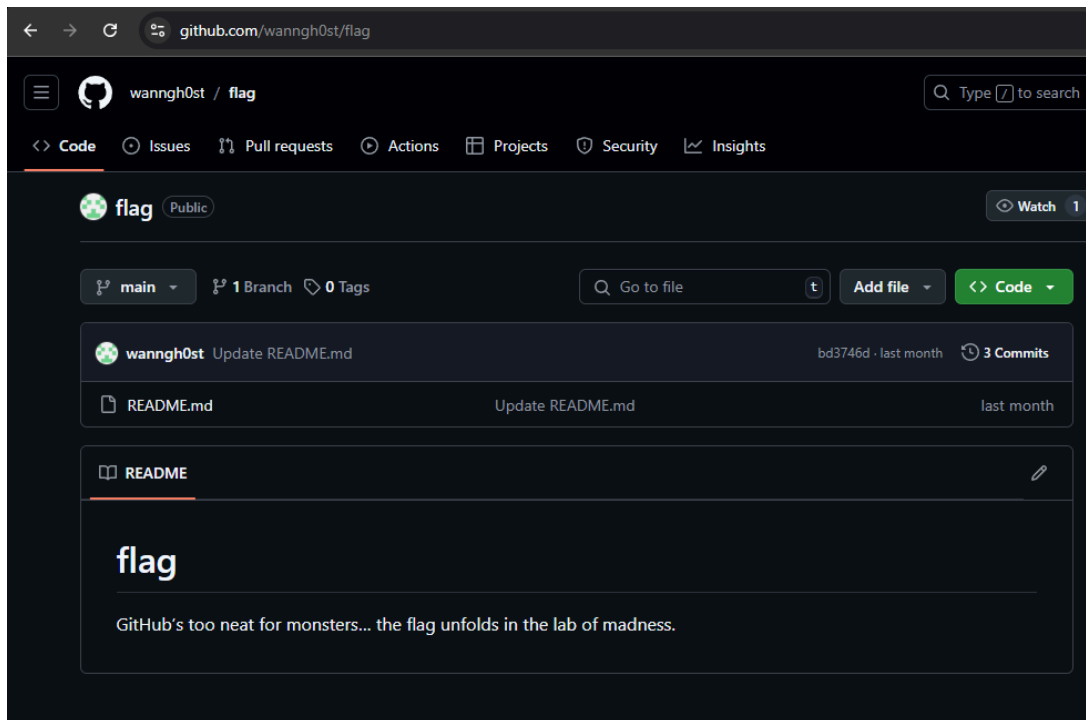 github.com/wanngh0st/flag
wanngh0st / flag
Type / to search
Code Issues Pull requests Actions Projects Security Insights
flag Public
Watch 1
main 1 Branch 0 Tags Go to file t Add file Code
wanngh0st Update README.md bd3746d · last month 3 Commits
README.md Update README.md last month
README
flag
GitHub's too neat for monsters... the flag unfolds in the lab of madness.